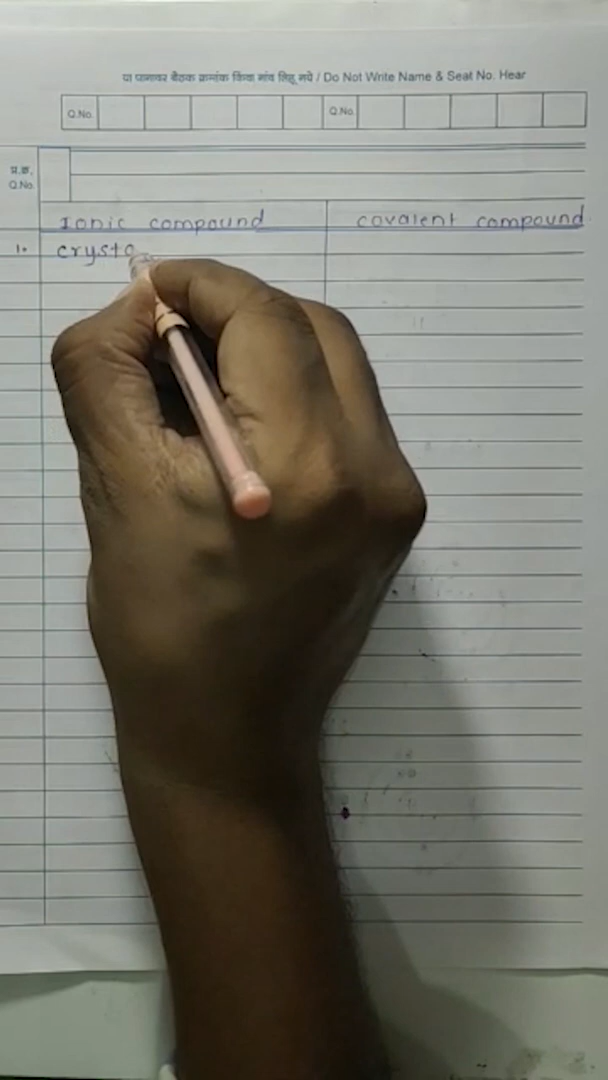 या पानावर बैठक क्रमांक किंवा नांव लिहू नये / Do Not Write Name & Seat No. Hear
Q.No. Q.No.
प्र.क्र.
Q.No.
Ionic compound covalent compound
1. crysta